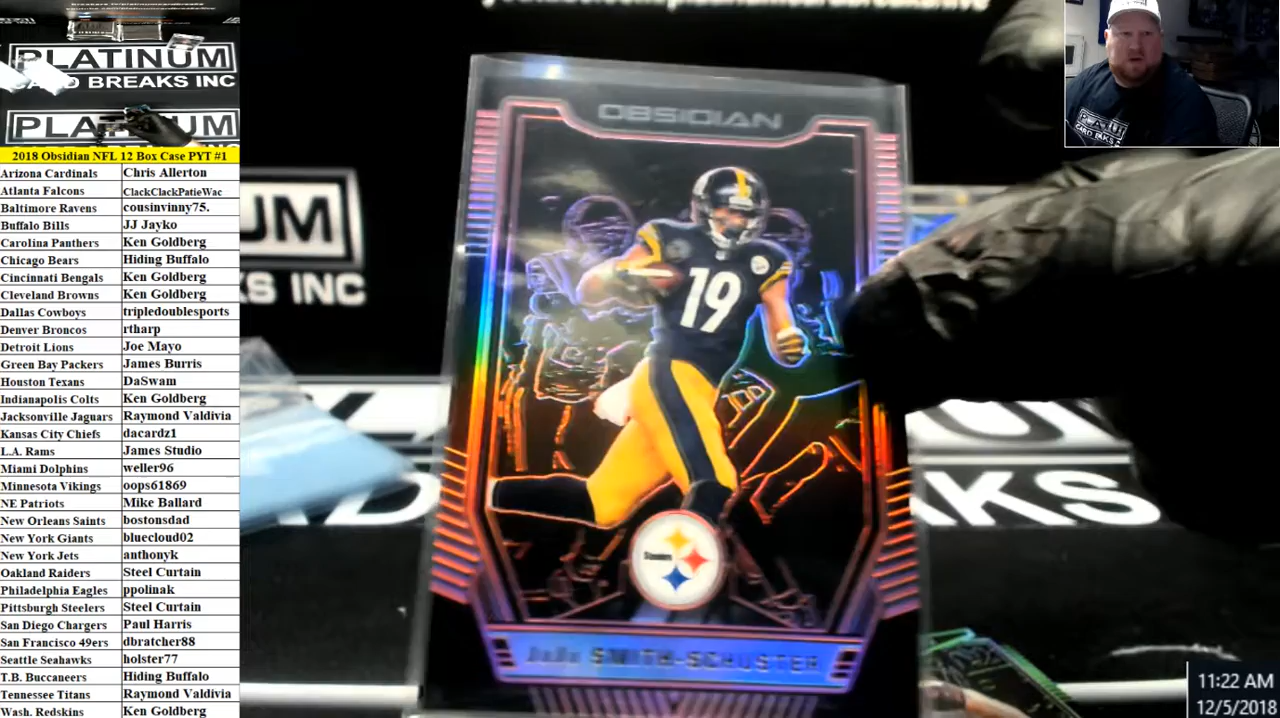 PLATINUM
CARD BREAKS INC
2018 Obsidian NFL 12 Box Case PYT #1
Arizona Cardinals Chris Allerton
Atlanta Falcons ClackClackPatieWac
Baltimore Ravens cousinvinny75.
Buffalo Bills JJ Jayko
Carolina Panthers Ken Goldberg
Chicago Bears Hiding Buffalo
Cincinnati Bengals Ken Goldberg
Cleveland Browns Ken Goldberg
Dallas Cowboys tripledoublesports
Denver Broncos rtharp
Detroit Lions Joe Mayo
Green Bay Packers James Burris
Houston Texans DaSwam
Indianapolis Colts Ken Goldberg
Jacksonville Jaguars Raymond Valdivia
Kansas City Chiefs dacardz1
L.A. Rams James Studio
Miami Dolphins weller96
Minnesota Vikings oops61869
NE Patriots Mike Ballard
New Orleans Saints bostonsdad
New York Giants bluecloud02
New York Jets anthonyk
Oakland Raiders Steel Curtain
Philadelphia Eagles ppolinak
Pittsburgh Steelers Steel Curtain
San Diego Chargers Paul Harris
San Francisco 49ers dbratcher88
Seattle Seahawks holster77
T.B. Buccaneers Hiding Buffalo
Tennessee Titans Raymond Valdivia
Wash. Redskins Ken Goldberg
OBSIDIAN
19
Steelers
JuJu SMITH-SCHUSTER
UM
S INC
AKS
PLATINUM
CARD BREAKS
11:22 AM
12/5/2018